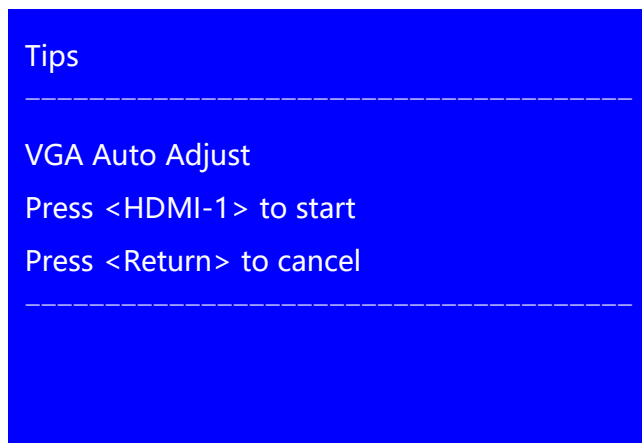 Tips
VGA Auto Adjust
Press <HDMI-1> to start
Press <Return> to cancel